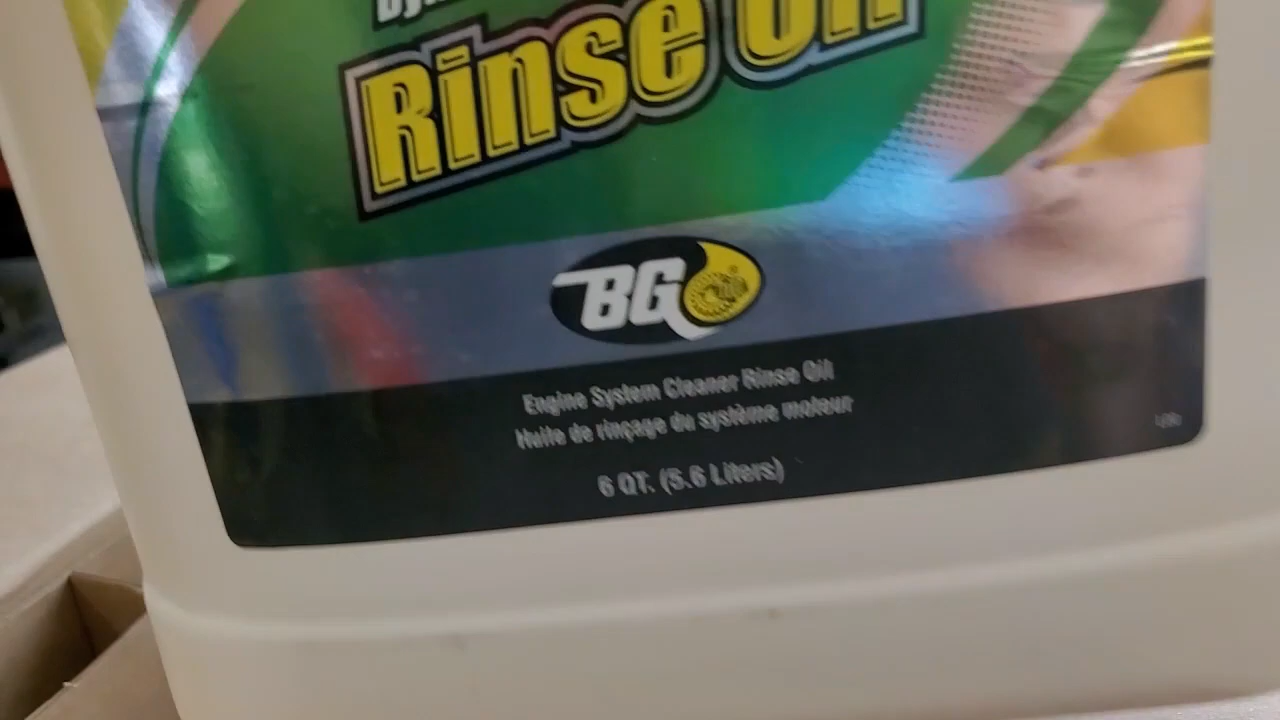 Rinse Oil
BG
Engine System Cleaner Rinse Oil
Huile de rinçage du système moteur
6 QT. (5.6 Liters)